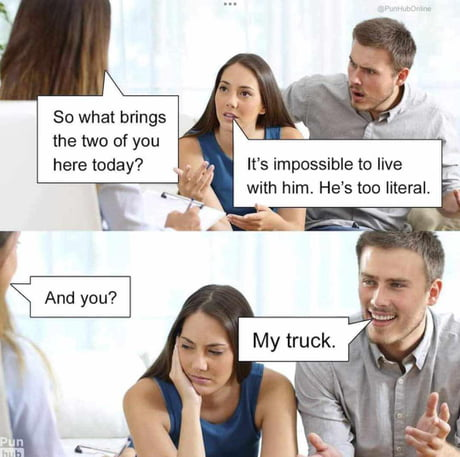 @PunHubOnline
So what brings
the two of you
here today?
It's impossible to live
with him. He's too literal.
And you?
My truck.
Pun
hub